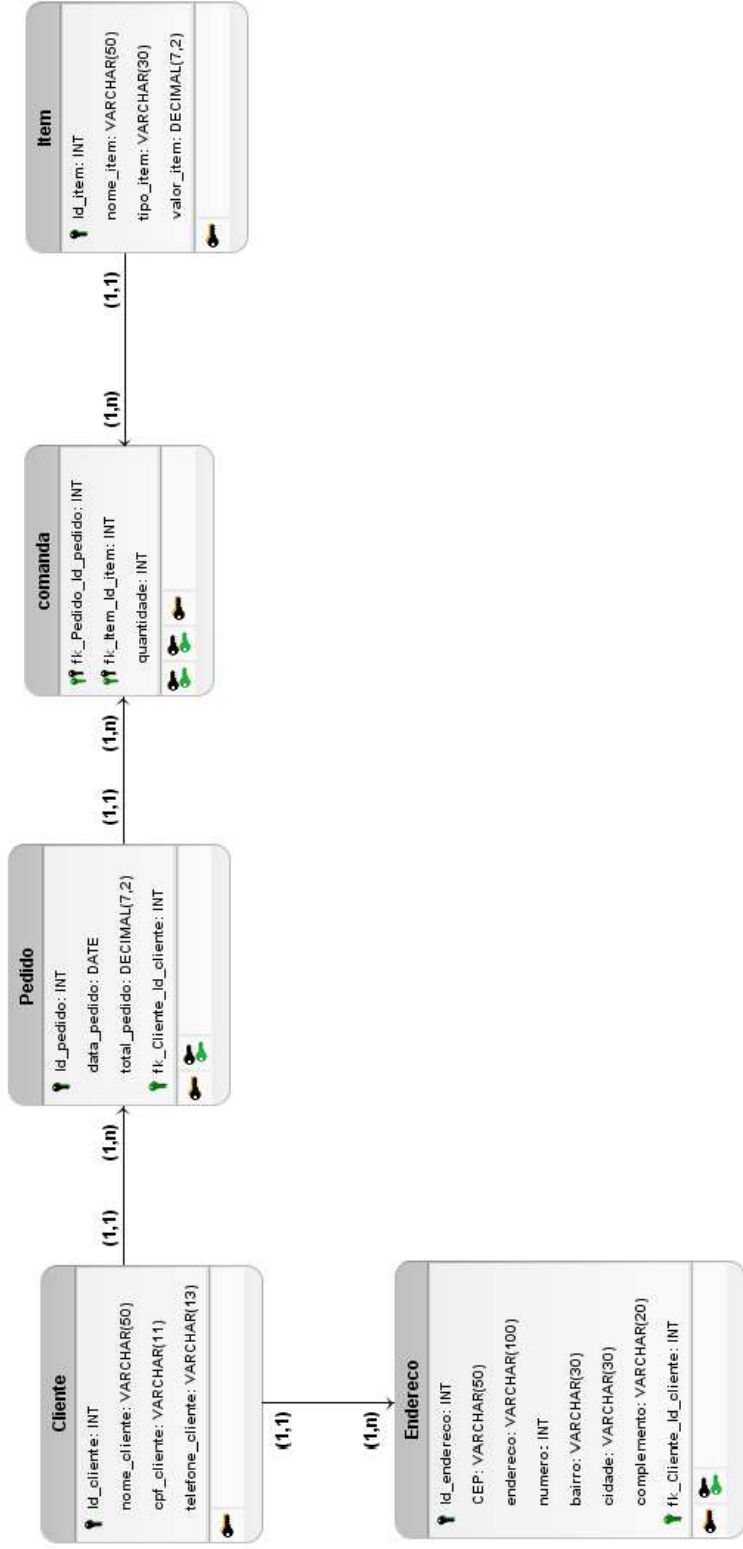 Cliente
Id_cliente: INT
nome_cliente: VARCHAR(50)
cpf_cliente: VARCHAR(11)
telefone_cliente: VARCHAR(13)
(1,1)
(1,n)
Pedido
Id_pedido: INT
data_pedido: DATE
total_pedido: DECIMAL(7,2)
fk_Cliente_Id_cliente: INT
(1,1)
(1,n)
comanda
fk_Pedido_Id_pedido: INT
fk_Item_Id_item: INT
quantidade: INT
(1,n)
(1,1)
Item
Id_item: INT
nome_item: VARCHAR(50)
tipo_item: VARCHAR(30)
valor_item: DECIMAL(7,2)
(1,1)
(1,n)
Endereco
Id_endereco: INT
CEP: VARCHAR(50)
endereco: VARCHAR(100)
numero: INT
bairro: VARCHAR(30)
cidade: VARCHAR(30)
complemento: VARCHAR(20)
fk_Cliente_Id_cliente: INT